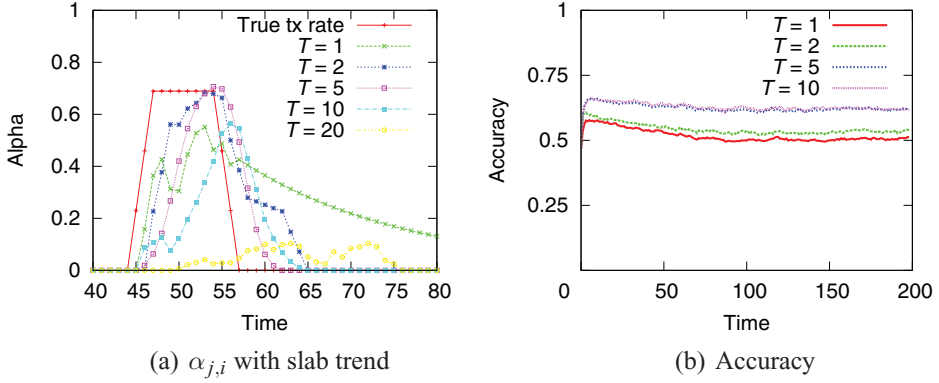 True tx rate
T = 1
T = 2
T = 5
T = 10
T = 20
Alpha
1
0.8
0.6
0.4
0.2
0
40 45 50 55 60 65 70 75 80
Time
(a) αj,i with slab trend
T = 1
T = 2
T = 5
T = 10
Accuracy
1
0.75
0.5
0.25
0 50 100 150 200
Time
(b) Accuracy